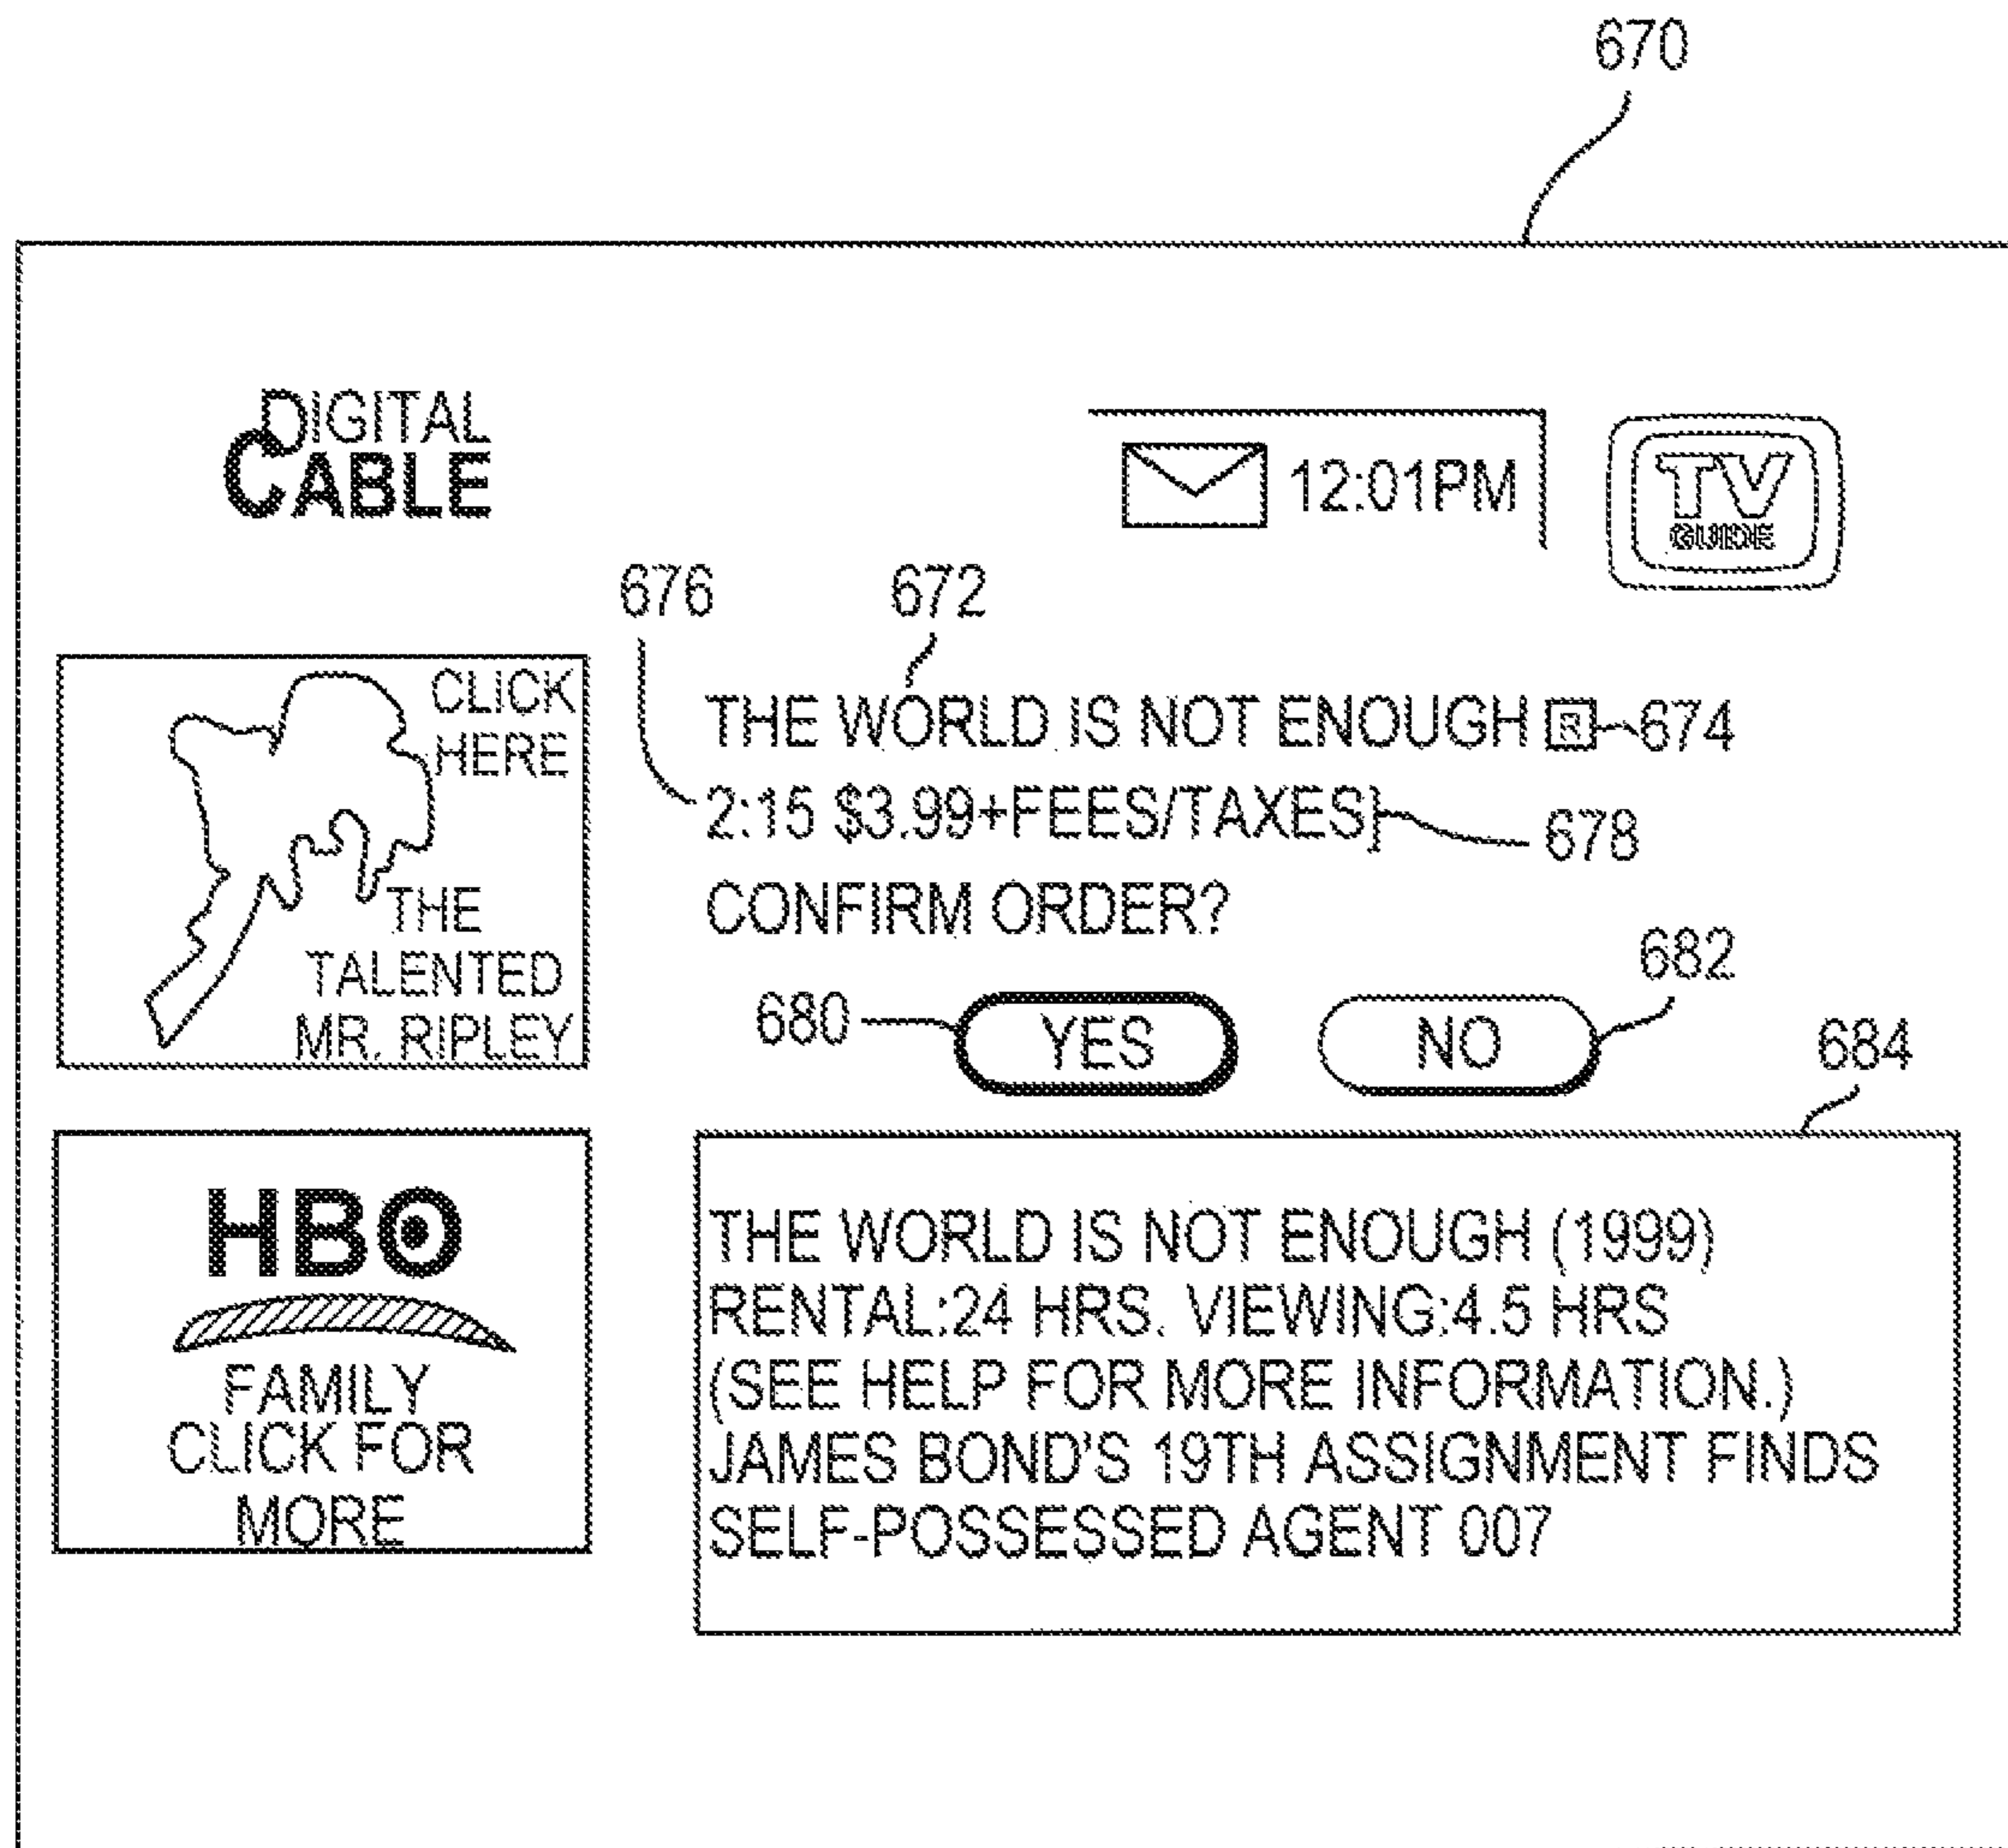 670
DIGITAL
CABLE
12:01PM
TV
GUIDE
676
672
CLICK
HERE
THE
TALENTED
MR. RIPLEY
THE WORLD IS NOT ENOUGH R
674
2:15 $3.99+FEES/TAXES]
678
CONFIRM ORDER?
680
YES
NO
682
684
HBO
FAMILY
CLICK FOR
MORE
THE WORLD IS NOT ENOUGH (1999)
RENTAL:24 HRS. VIEWING:4.5 HRS
(SEE HELP FOR MORE INFORMATION.)
JAMES BOND'S 19TH ASSIGNMENT FINDS
SELF-POSSESSED AGENT 007